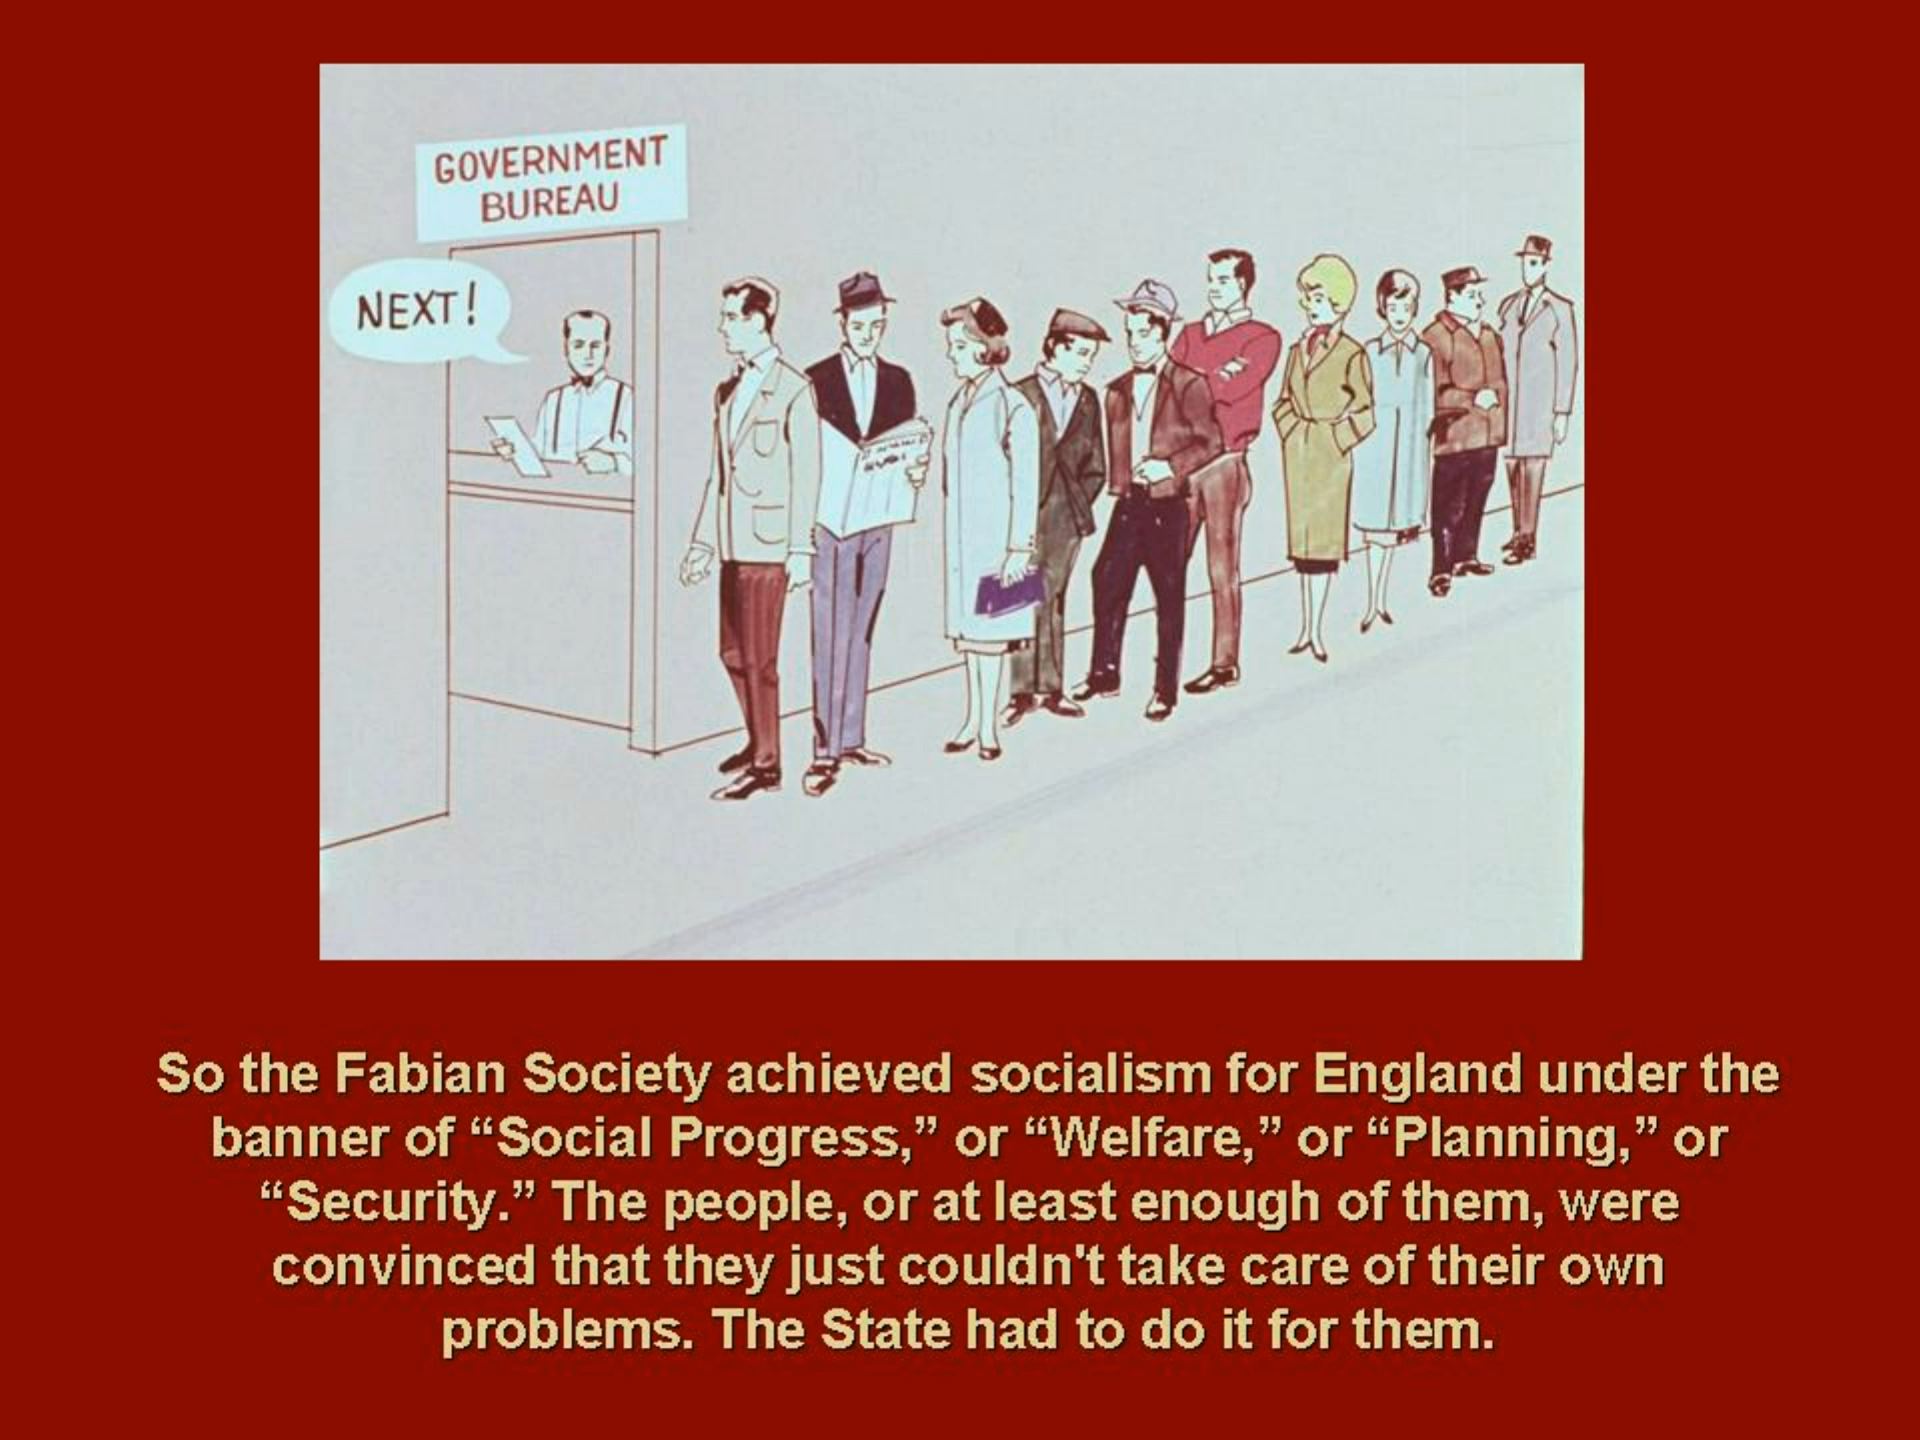 GOVERNMENT
BUREAU
NEXT!
So the Fabian Society achieved socialism for England under the
banner of “Social Progress,” or “Welfare,” or “Planning,” or
“Security.” The people, or at least enough of them, were
convinced that they just couldn't take care of their own
problems. The State had to do it for them.